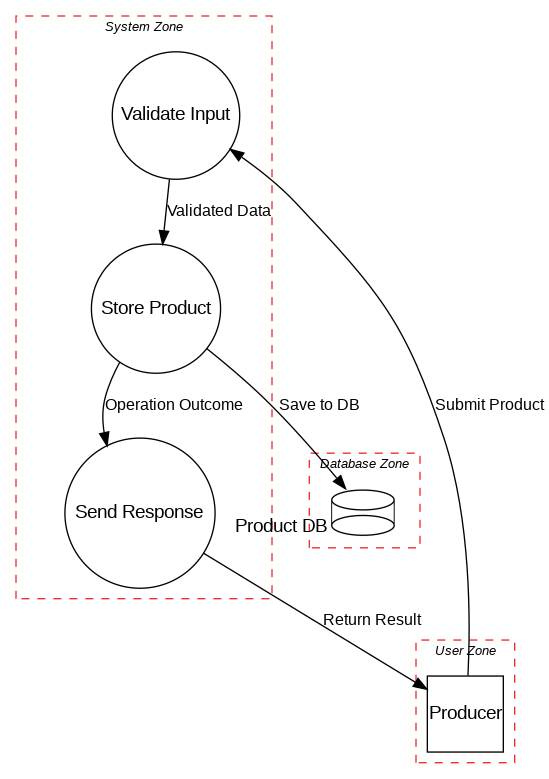 System Zone
Validate Input
Validated Data
Store Product
Operation Outcome
Save to DB
Submit Product
Database Zone
Send Response
Product DB
Return Result
User Zone
Producer